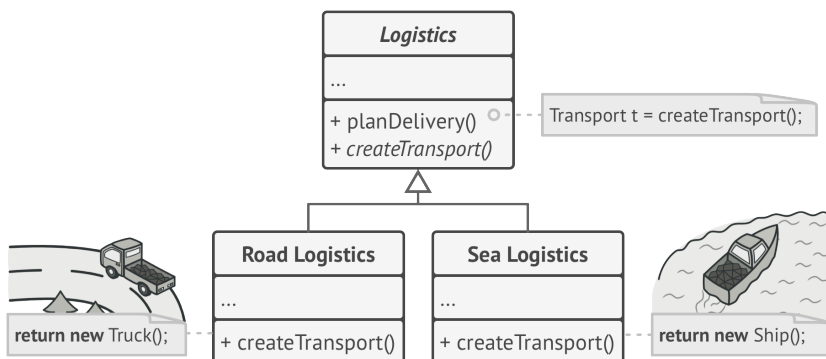 Logistics
...
+ planDelivery()
+ createTransport()
Transport t = createTransport();
Road Logistics
...
+ createTransport()
Sea Logistics
...
+ createTransport()
return new Truck();
return new Ship();